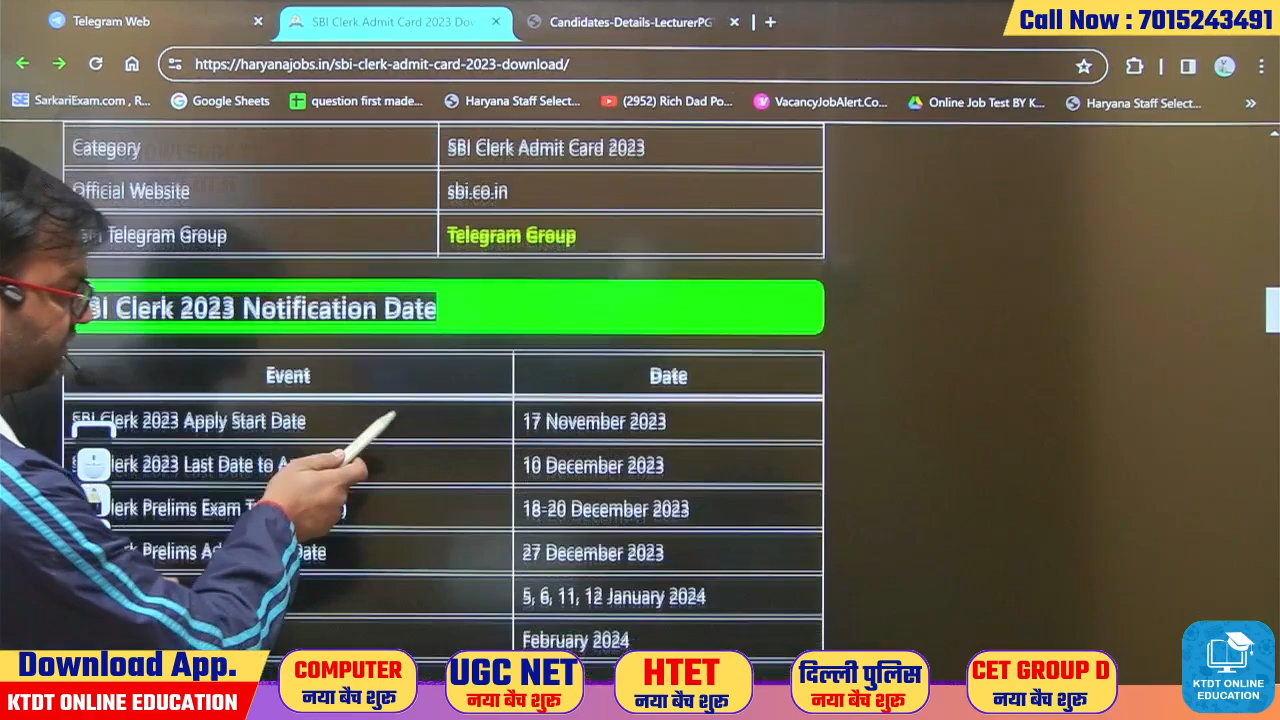 Telegram Web
SBI Clerk Admit Card 2023 Dow
Candidates-Details-LecturerPG
Call Now : 7015243491
https://haryanajobs.in/sbi-clerk-admit-card-2023-download/
SarkariExam.com , R...
Google Sheets
question first made...
Haryana Staff Select...
(2952) Rich Dad Po...
VacancyJobAlert.Co...
Online Job Test BY K...
Haryana Staff Select...
Category
SBI Clerk Admit Card 2023
Official Website
sbi.co.in
Telegram Group
Telegram Group
BI Clerk 2023 Notification Date
Event
Date
SBI Clerk 2023 Apply Start Date
17 November 2023
lerk 2023 Last Date to A
10 December 2023
lerk Prelims Exam T
18-20 December 2023
k Prelims Ad
Date
27 December 2023
5, 6, 11, 12 January 2024
February 2024
Download App.
KTDT ONLINE EDUCATION
COMPUTER
नया बैच शुरू
UGC NET
नया बैच शुरू
HTET
नया बैच शुरू
दिल्ली पुलिस
नया बैच शुरू
CET GROUP D
नया बैच शुरू
KTDT ONLINE
EDUCATION